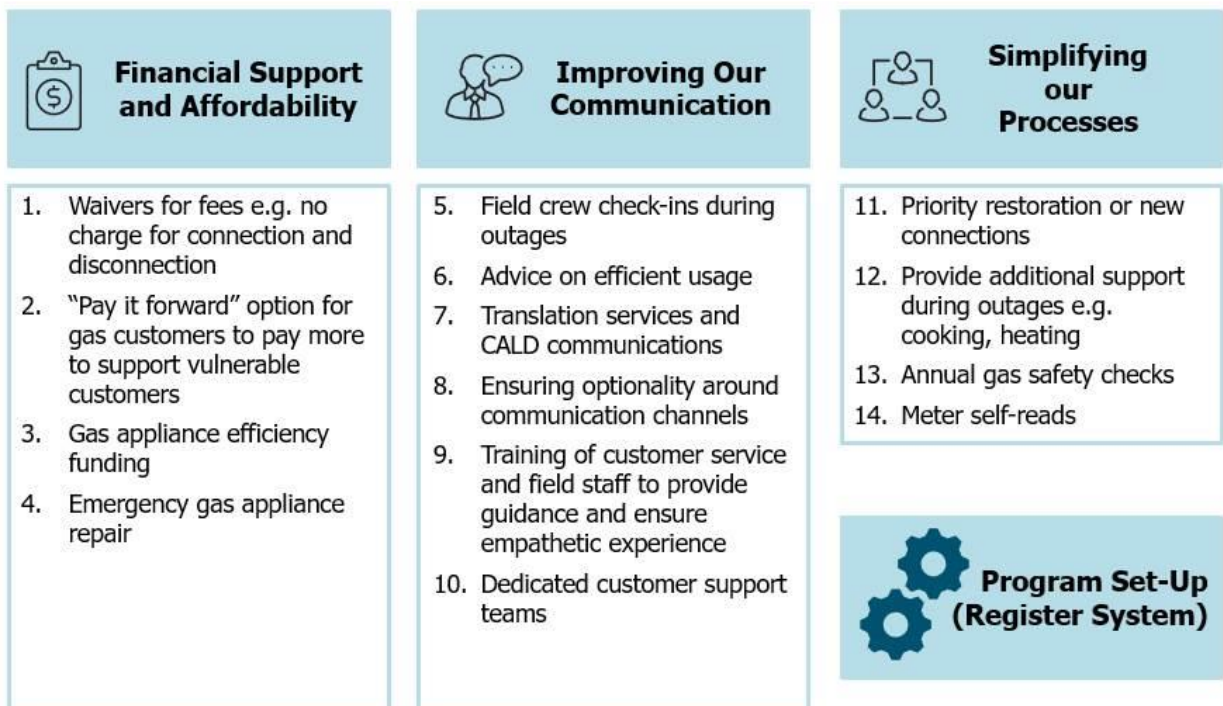 Financial Support
and Affordability
1. Waivers for fees e.g. no
charge for connection and
disconnection
2. “Pay it forward” option for
gas customers to pay more
to support vulnerable
customers
3. Gas appliance efficiency
funding
4. Emergency gas appliance
repair
Improving Our
Communication
5. Field crew check-ins during
outages
6. Advice on efficient usage
7. Translation services and
CALD communications
8. Ensuring optionality around
communication channels
9. Training of customer service
and field staff to provide
guidance and ensure
empathetic experience
10. Dedicated customer support
teams
Simplifying
our
Processes
11. Priority restoration or new
connections
12. Provide additional support
during outages e.g.
cooking, heating
13. Annual gas safety checks
14. Meter self-reads
Program Set-Up
(Register System)